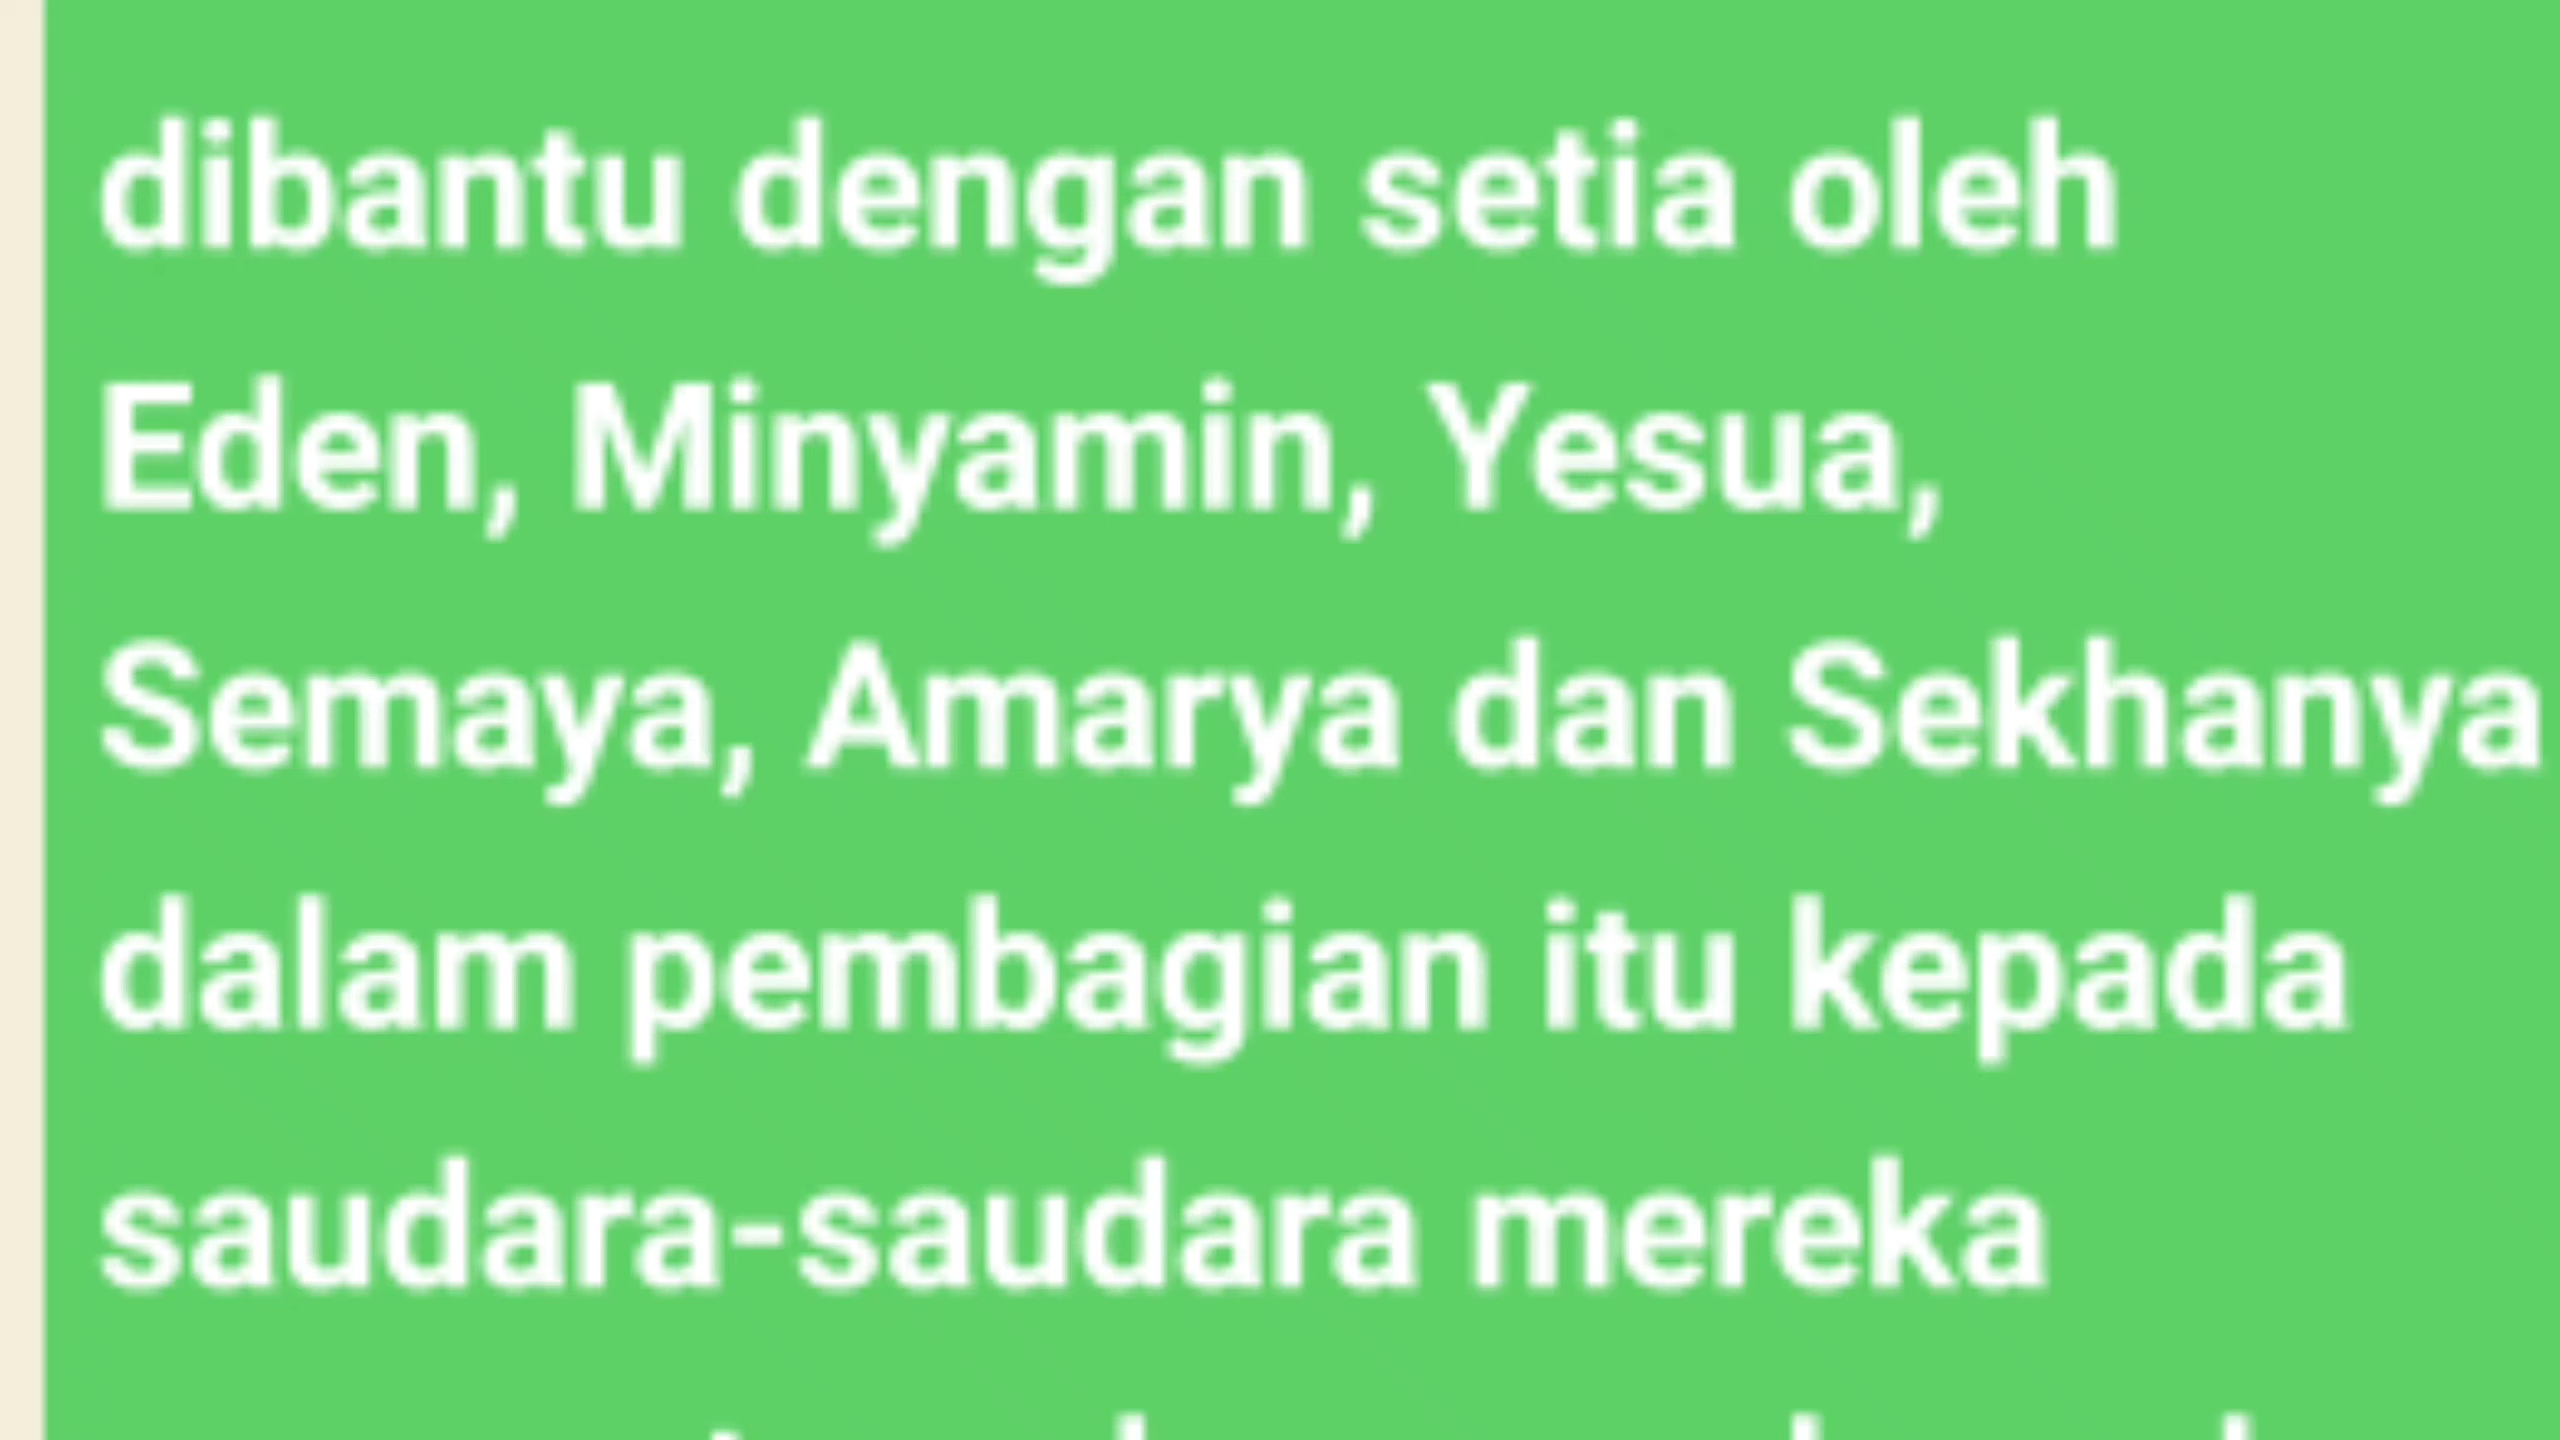 dibantu dengan setia oleh
Eden, Minyamin, Yesua,
Semaya, Amarya dan Sekhanya
dalam pembagian itu kepada
saudara-saudara mereka